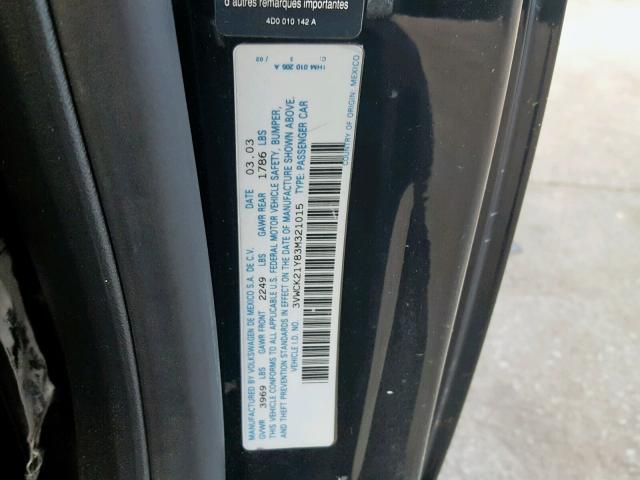 d'autres remarques importantes
4D0 010 142 A
1HM 010 205 A C: 3 / 02
MANUFACTURED BY VOLKSWAGEN DE MEXICO S.A. DE C.V. DATE 03.03
GVWR 3969 LBS GAWR FRONT 2249 LBS GAWR REAR 1786 LBS
THIS VEHICLE CONFORMS TO ALL APPLICABLE U.S. FEDERAL MOTOR VEHICLE SAFETY, BUMPER,
AND THEFT PREVENTION STANDARDS IN EFFECT ON THE DATE OF MANUFACTURE SHOWN ABOVE.
VEHICLE I.D. NO. 3VWCK21Y83M321015 TYPE: PASSENGER CAR
COUNTRY OF ORIGIN: MEXICO